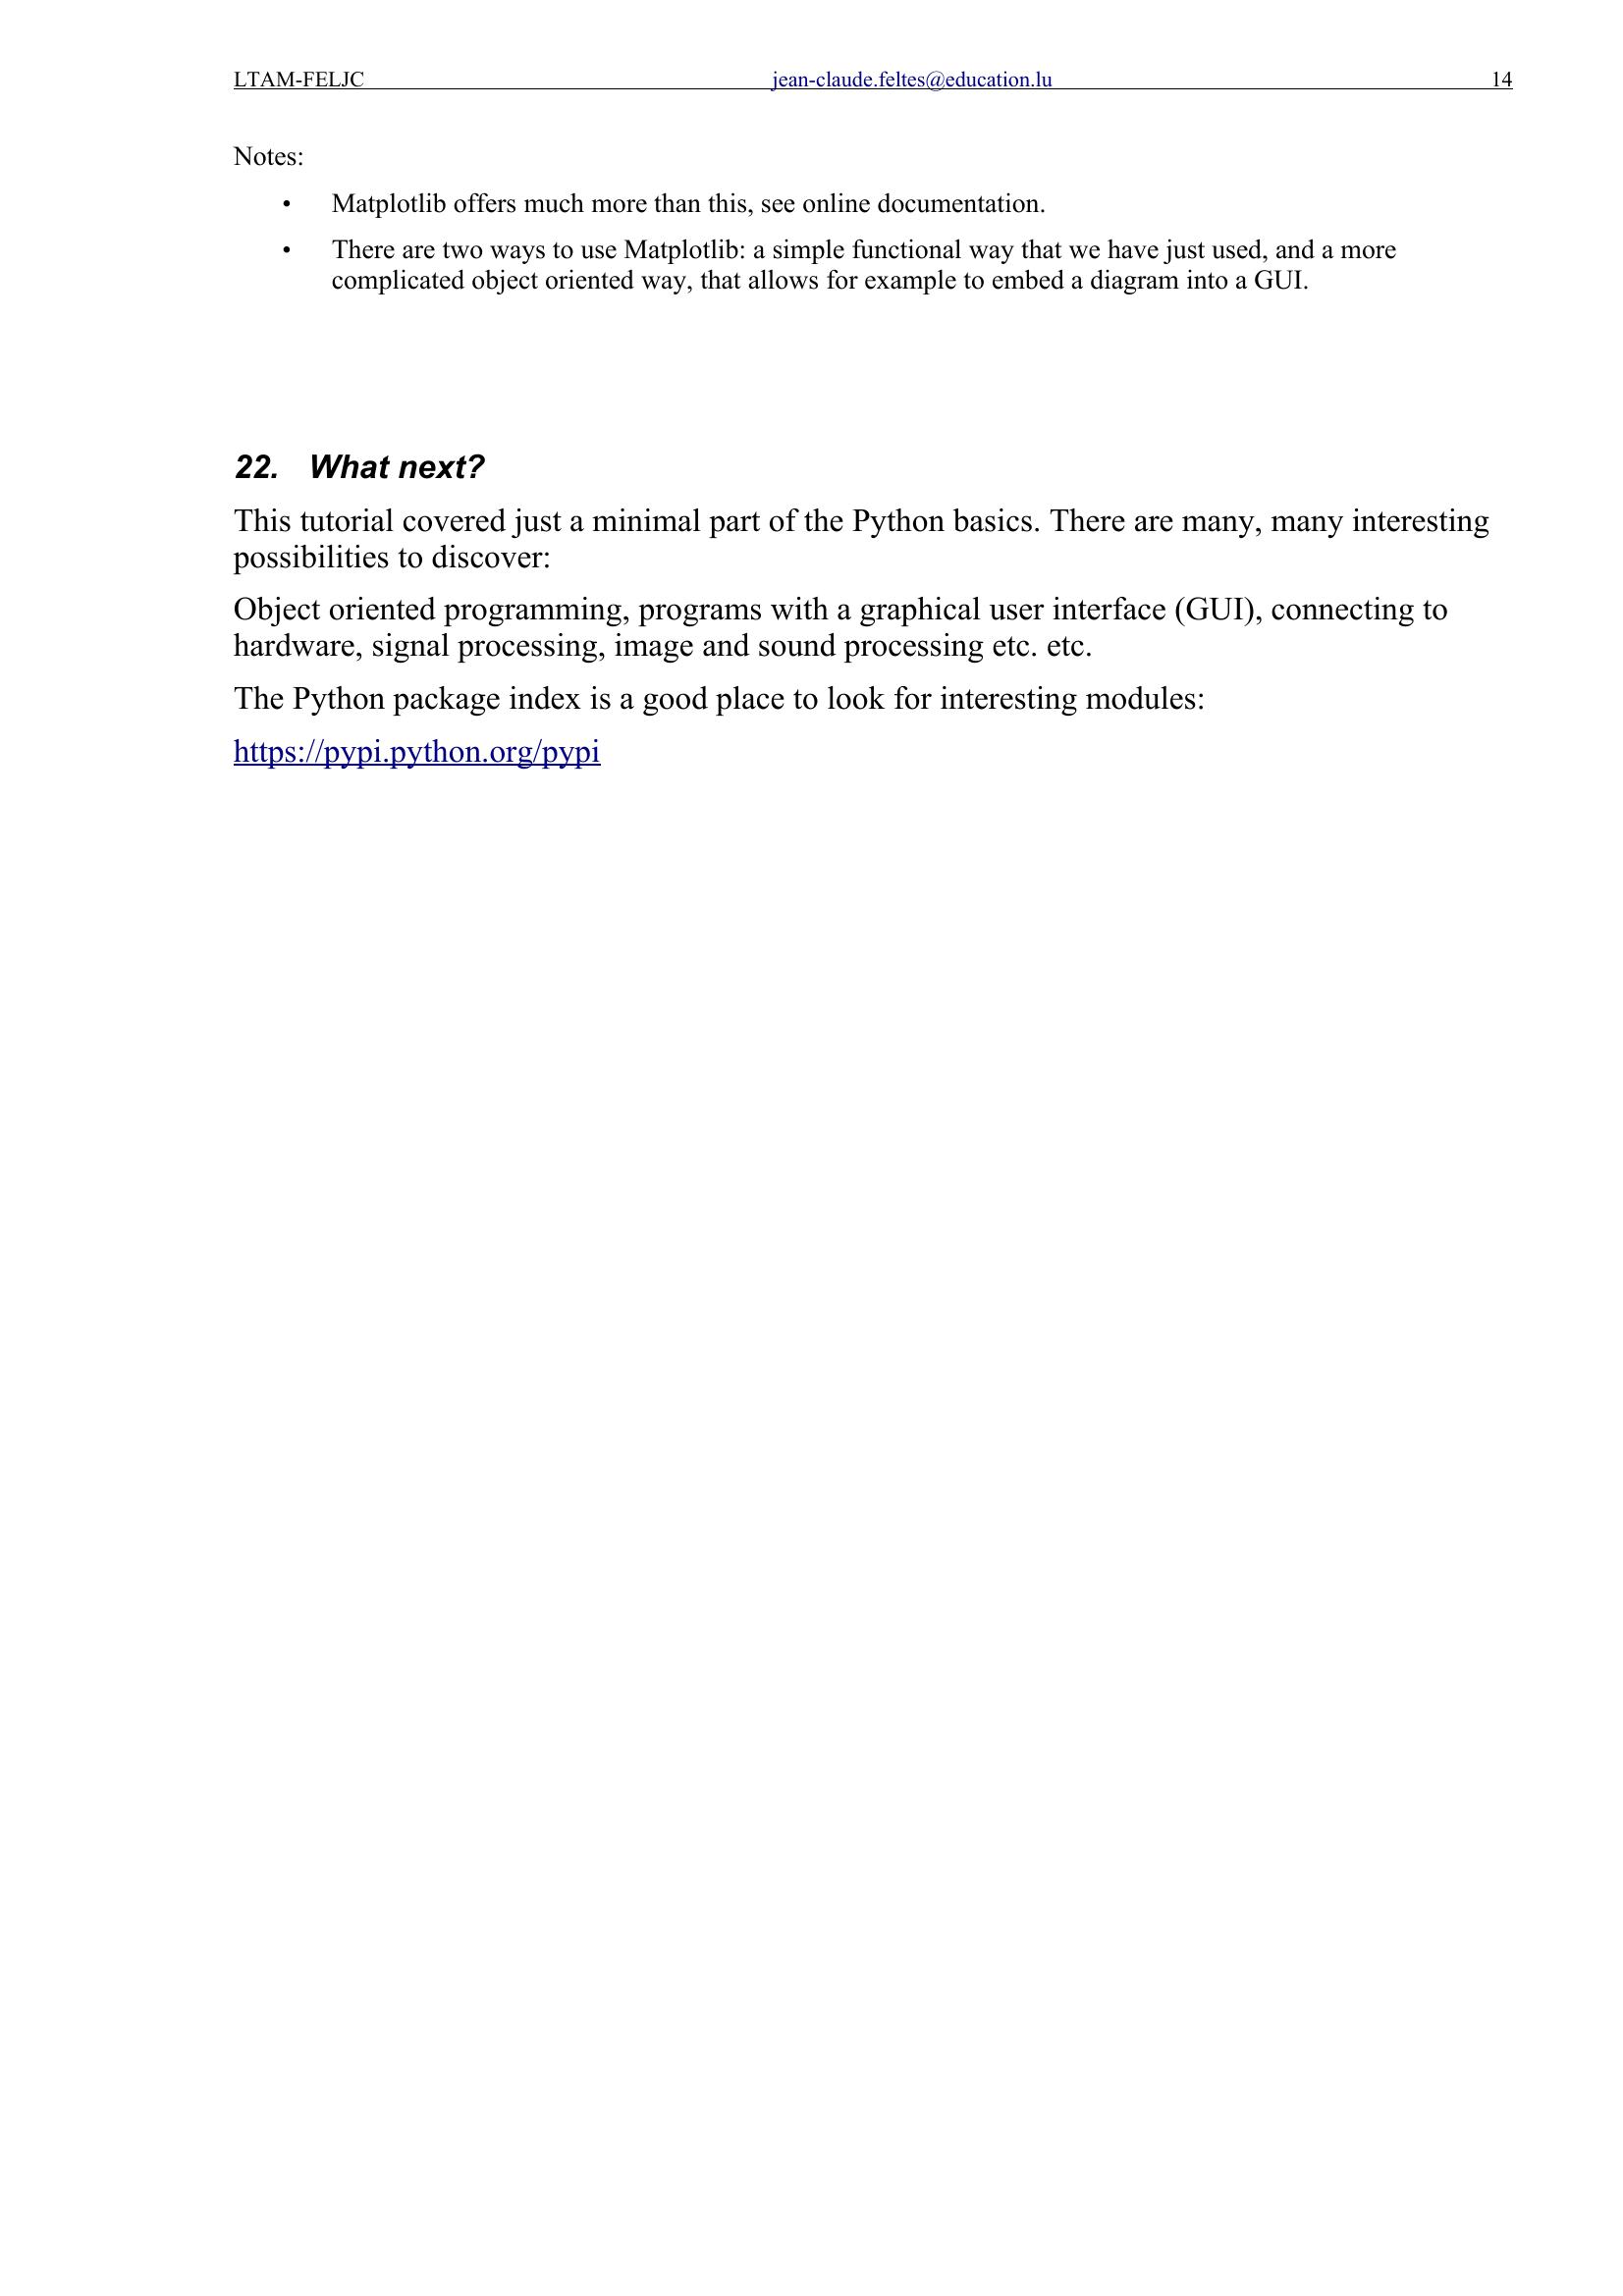 LTAM-FELJC jean-claude.feltes@education.lu 14
Notes:
• Matplotlib offers much more than this, see online documentation.
• There are two ways to use Matplotlib: a simple functional way that we have just used, and a more
complicated object oriented way, that allows for example to embed a diagram into a GUI.
22. What next?
This tutorial covered just a minimal part of the Python basics. There are many, many interesting
possibilities to discover:
Object oriented programming, programs with a graphical user interface (GUI), connecting to
hardware, signal processing, image and sound processing etc. etc.
The Python package index is a good place to look for interesting modules:
https://pypi.python.org/pypi